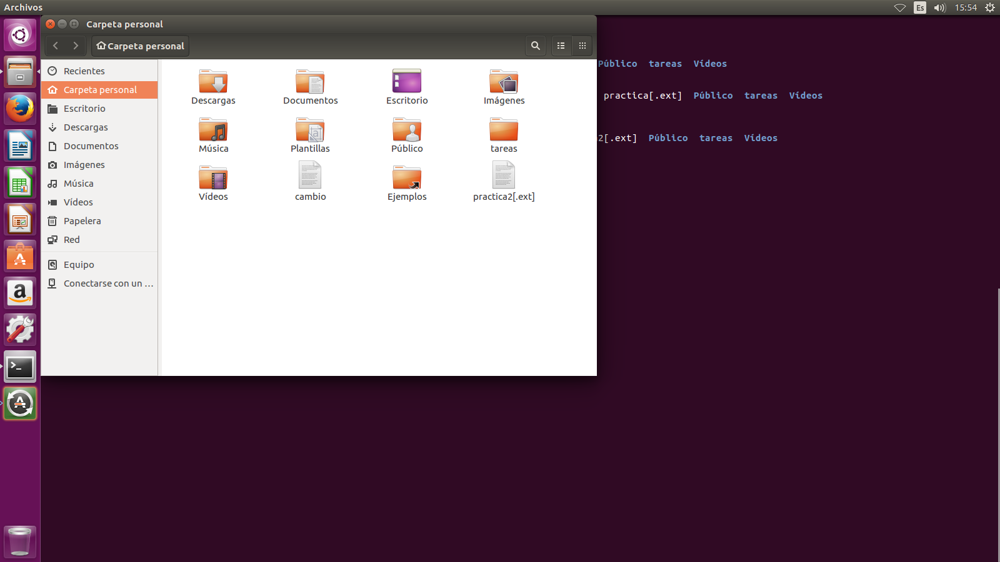 Archivos
Es
15:54
Carpeta personal
Carpeta personal
Recientes
Carpeta personal
Escritorio
Descargas
Documentos
Imágenes
Música
Vídeos
Papelera
Red
Equipo
Conectarse con un ...
Descargas Documentos Escritorio Imágenes
Música Plantillas Público tareas
Vídeos cambio Ejemplos practica2[.ext]
Público tareas Vídeos
practica[.ext] Público tareas Vídeos
2[.ext] Público tareas Vídeos